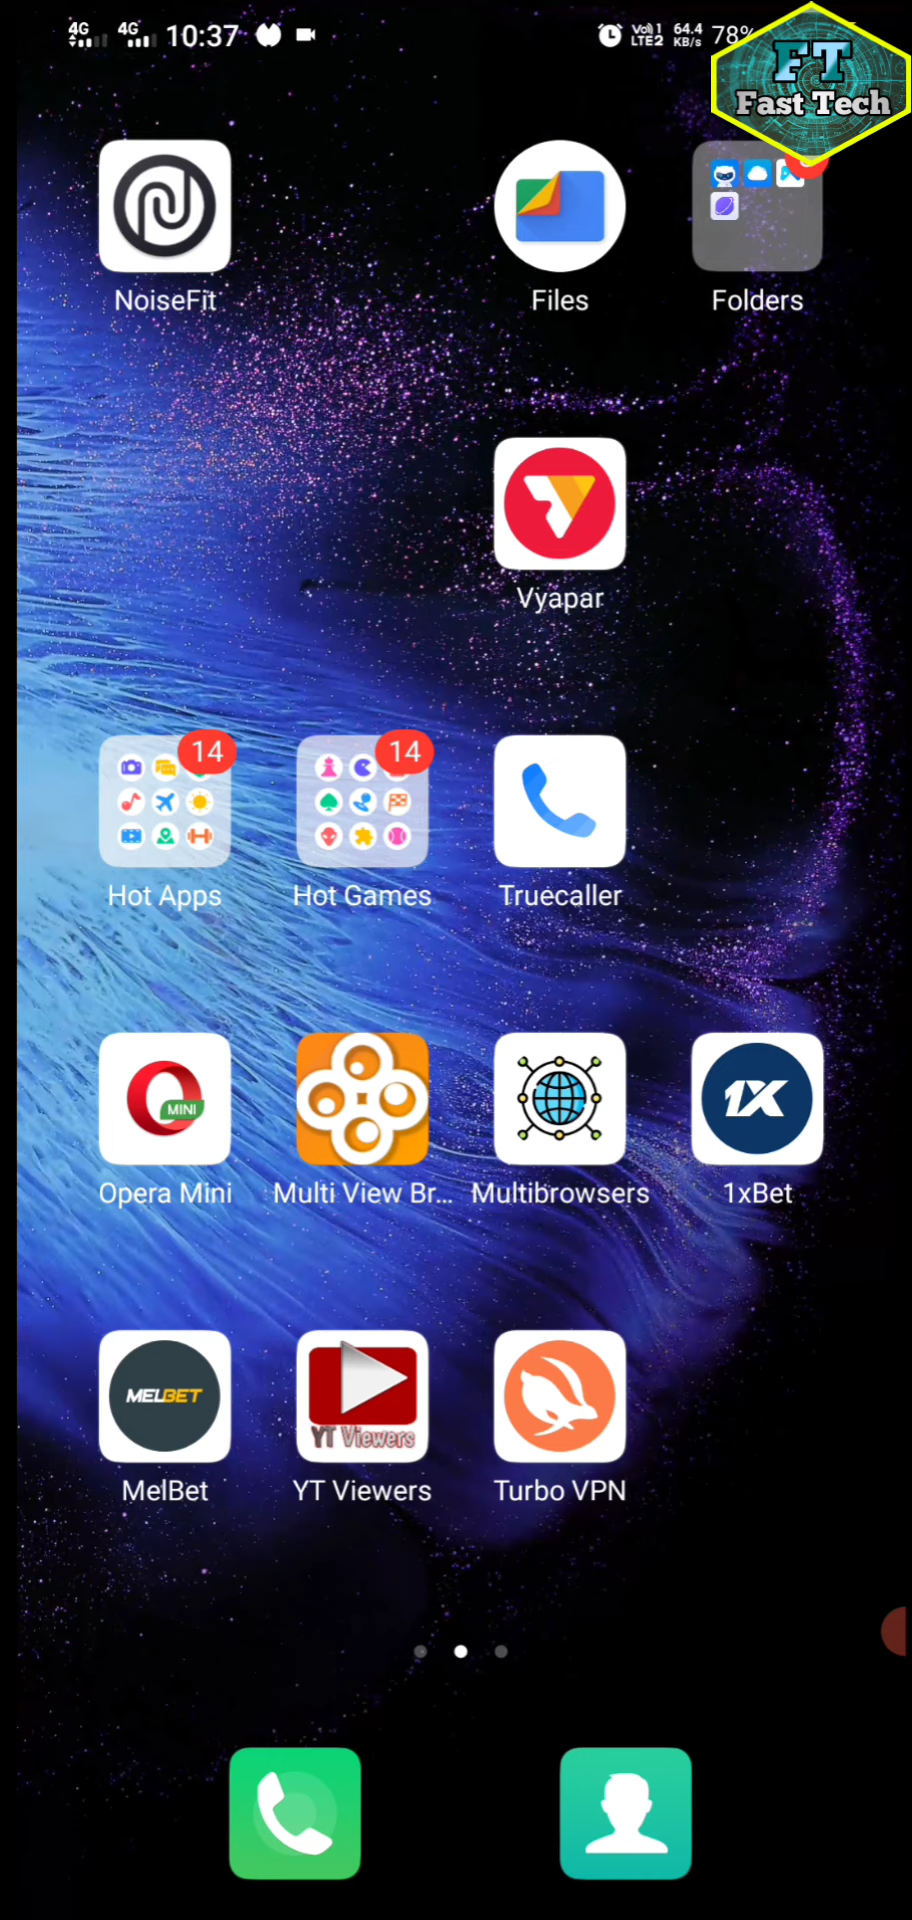 4G 4G 10:37 Vo) 1 LTE2 64.4 KB/s 78%
FT
Fast Tech
NoiseFit Files Folders
Vyapar
14 14
Hot Apps Hot Games Truecaller
MINI 1X
Opera Mini Multi View Br... Multibrowsers 1xBet
MELBET YT Viewers
MelBet YT Viewers Turbo VPN